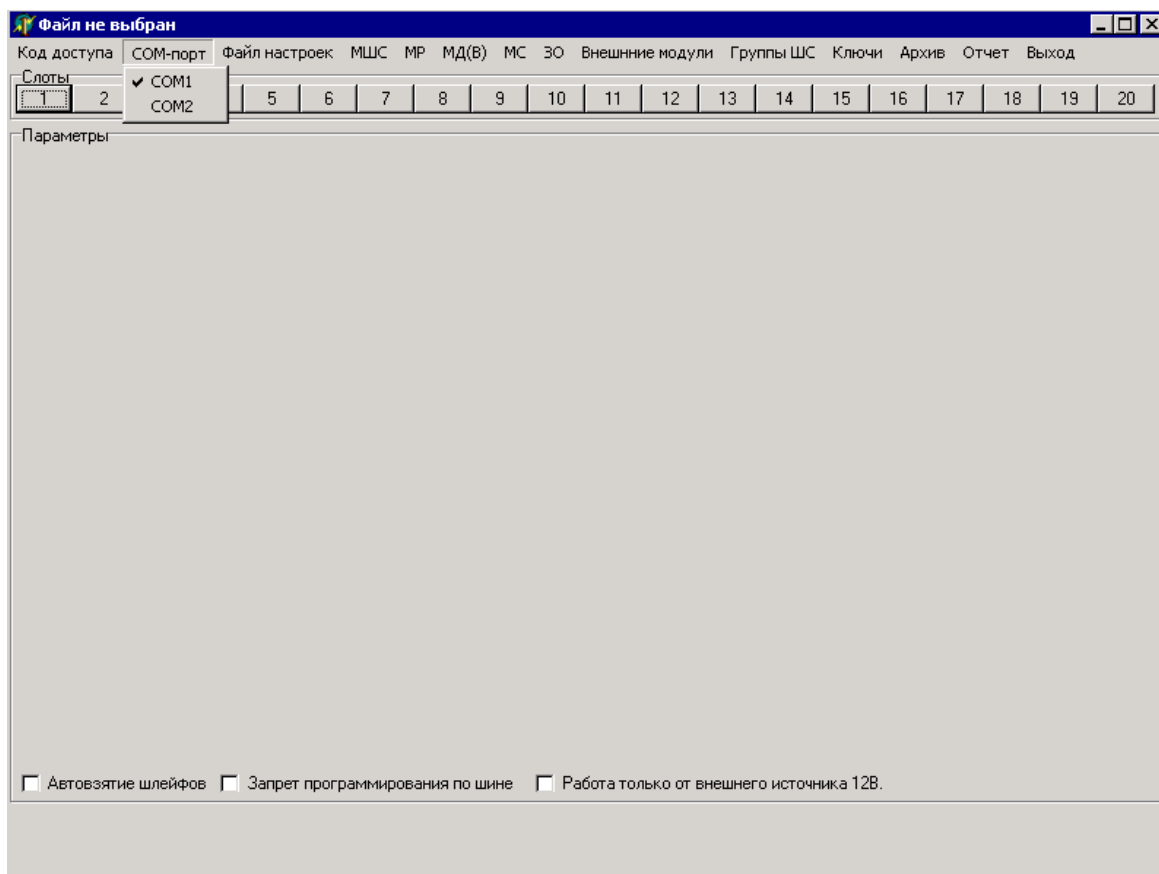 Файл не выбран
Код доступа COM-порт Файл настроек МШС МР МД(В) МС ЗО Внешнние модули Группы ШС Ключи Архив Отчет Выход
Слоты
COM1
1 2 5 6 7 8 9 10 11 12 13 14 15 16 17 18 19 20
COM2
Параметры
Автовзятие шлейфов Запрет программирования по шине Работа только от внешнего источника 12В.